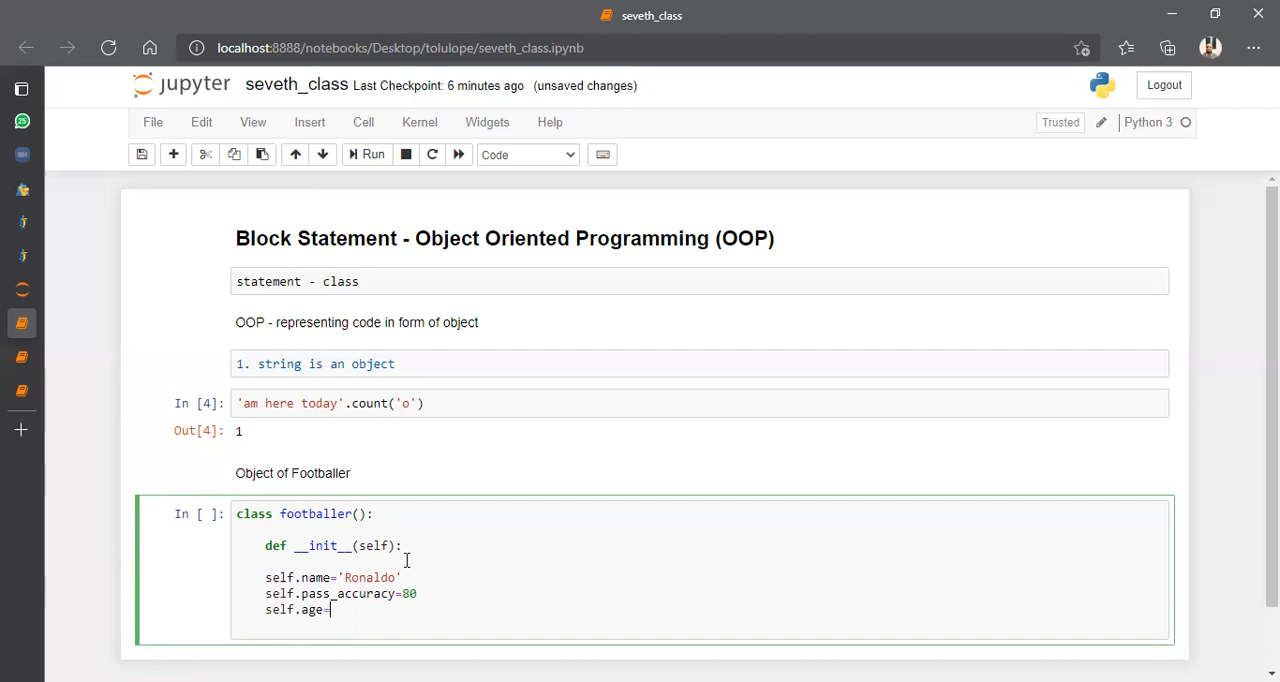 seveth_class
localhost:8888/notebooks/Desktop/tolulope/seveth_class.ipynb
jupyter seveth_class Last Checkpoint: 6 minutes ago (unsaved changes) Logout
File Edit View Insert Cell Kernel Widgets Help Trusted Python 3
25
Run Code
Block Statement - Object Oriented Programming (OOP)
statement - class
OOP - representing code in form of object
1. string is an object
In [4]: 'am here today'.count('o')
Out[4]: 1
Object of Footballer
In [ ]: class footballer():
def __init__(self):
self.name='Ronaldo'
self.pass_accuracy=80
self.age=